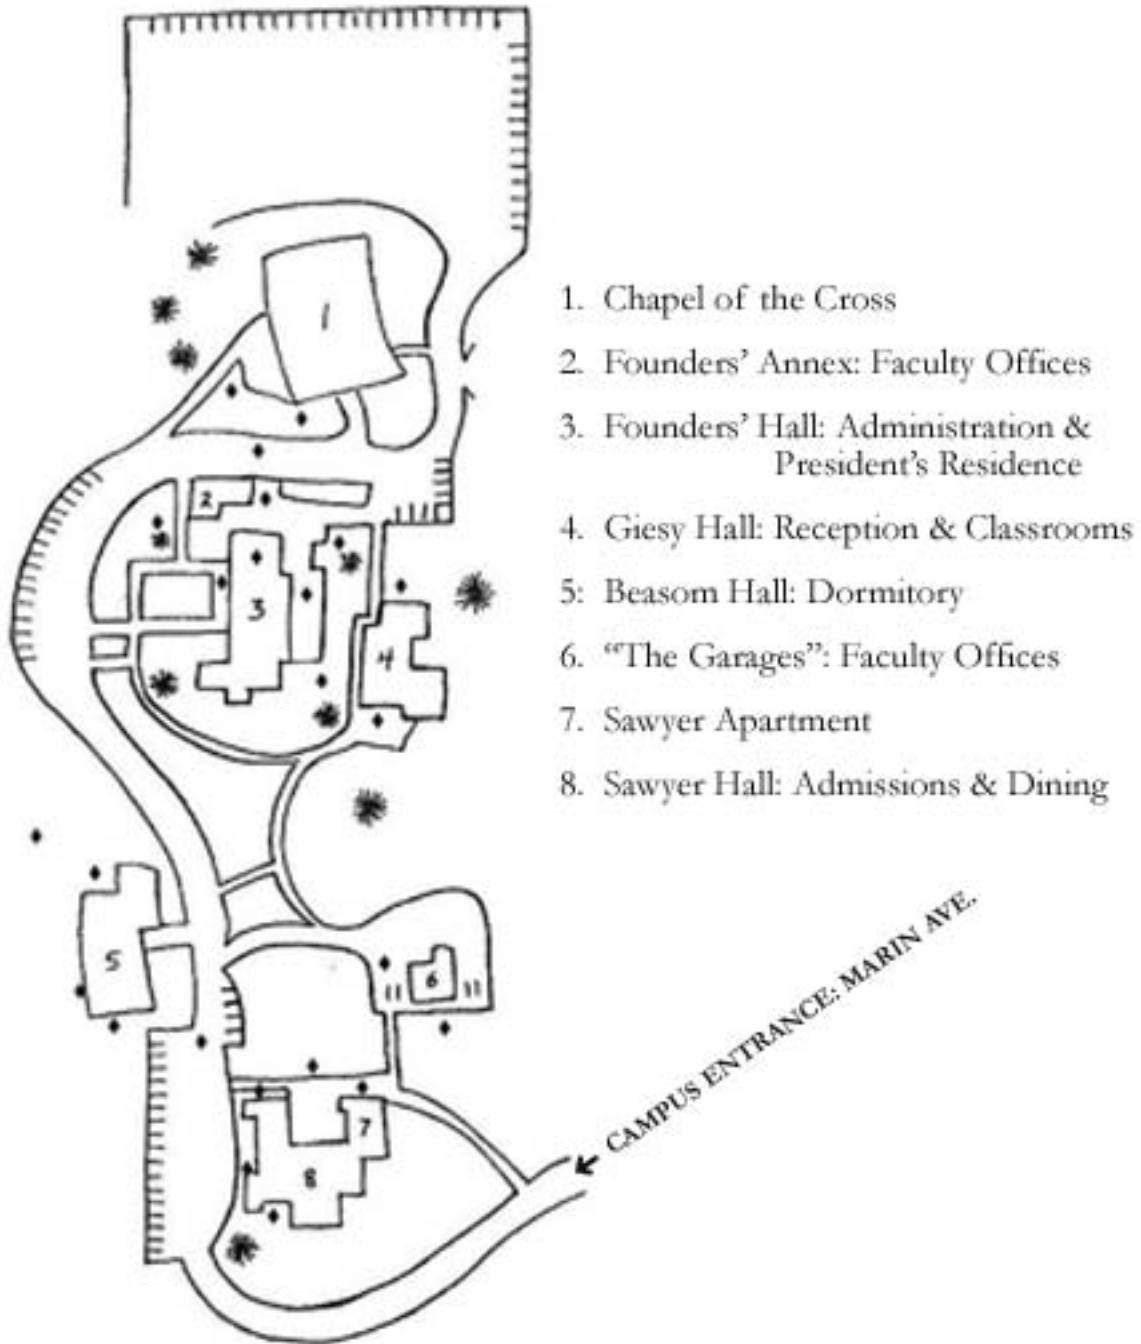 1
2
3
4
5
6
7
8
1. Chapel of the Cross
2. Founders’ Annex: Faculty Offices
3. Founders’ Hall: Administration &
President’s Residence
4. Giesy Hall: Reception & Classrooms
5: Beasom Hall: Dormitory
6. “The Garages”: Faculty Offices
7. Sawyer Apartment
8. Sawyer Hall: Admissions & Dining
CAMPUS ENTRANCE: MARIN AVE.